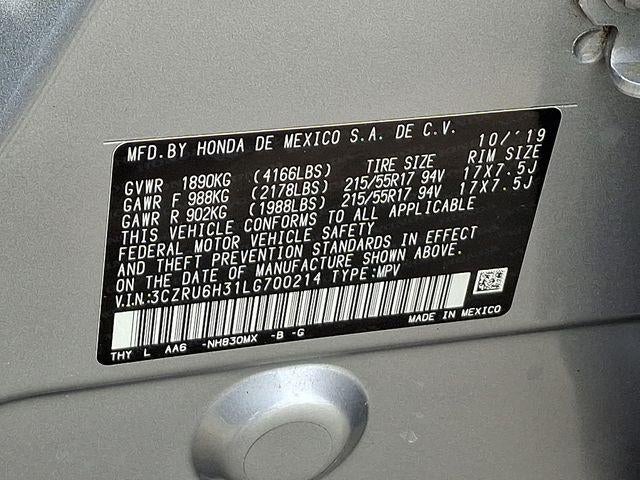 MFD.BY HONDA DE MEXICO S.A. DE C.V. 10/'19
GVWR 1890KG (4166LBS) TIRE SIZE RIM SIZE
GAWR F 988KG (2178LBS) 215/55R17 94V 17X7.5J
GAWR R 902KG (1988LBS) 215/55R17 94V 17X7.5J
THIS VEHICLE CONFORMS TO ALL APPLICABLE
FEDERAL MOTOR VEHICLE SAFETY
AND THEFT PREVENTION STANDARDS IN EFFECT
ON THE DATE OF MANUFACTURE SHOWN ABOVE.
V.I.N:3CZRU6H31LG700214 TYPE:MPV
THY L AA6 -NH830MX -B -G MADE IN MEXICO